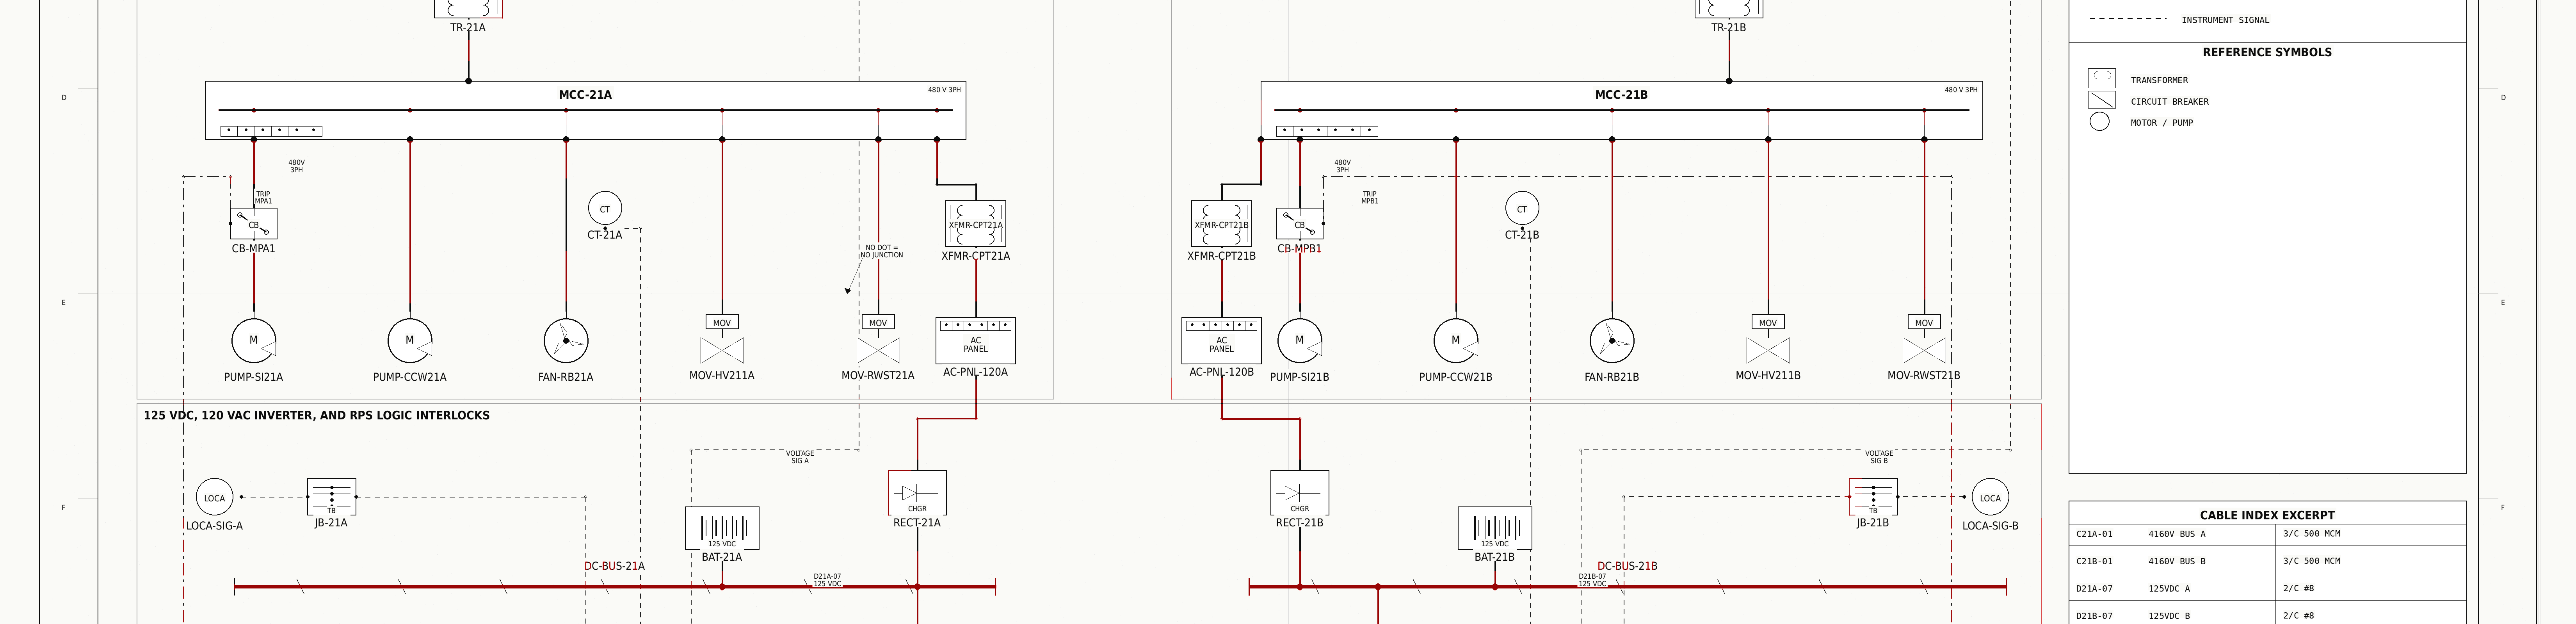 INSTRUMENT SIGNAL
TR-21A
TR-21B
REFERENCE SYMBOLS
TRANSFORMER
CIRCUIT BREAKER
MOTOR / PUMP
D
MCC-21A
480 V 3PH
MCC-21B
480 V 3PH
D
480V
3PH
TRIP
MPA1
CB
CB-MPA1
CT
CT-21A
NO DOT =
NO JUNCTION
XFMR-CPT21A
XFMR-CPT21A
XFMR-CPT21B
XFMR-CPT21B
480V
3PH
TRIP
MPB1
CB
CB-MPB1
CT
CT-21B
E
E
M
PUMP-SI21A
M
PUMP-CCW21A
FAN-RB21A
MOV
MOV-HV211A
MOV
MOV-RWST21A
AC
PANEL
AC-PNL-120A
AC
PANEL
AC-PNL-120B
M
PUMP-SI21B
M
PUMP-CCW21B
FAN-RB21B
MOV
MOV-HV211B
MOV
MOV-RWST21B
125 VDC, 120 VAC INVERTER, AND RPS LOGIC INTERLOCKS
VOLTAGE
SIG A
VOLTAGE
SIG B
F
LOCA
LOCA-SIG-A
TB
JB-21A
CHGR
RECT-21A
125 VDC
BAT-21A
CHGR
RECT-21B
125 VDC
BAT-21B
TB
JB-21B
LOCA
LOCA-SIG-B
F
DC-BUS-21A
D21A-07
125 VDC
DC-BUS-21B
D21B-07
125 VDC
CABLE INDEX EXCERPT
C21A-01 4160V BUS A 3/C 500 MCM
C21B-01 4160V BUS B 3/C 500 MCM
D21A-07 125VDC A 2/C #8
D21B-07 125VDC B 2/C #8